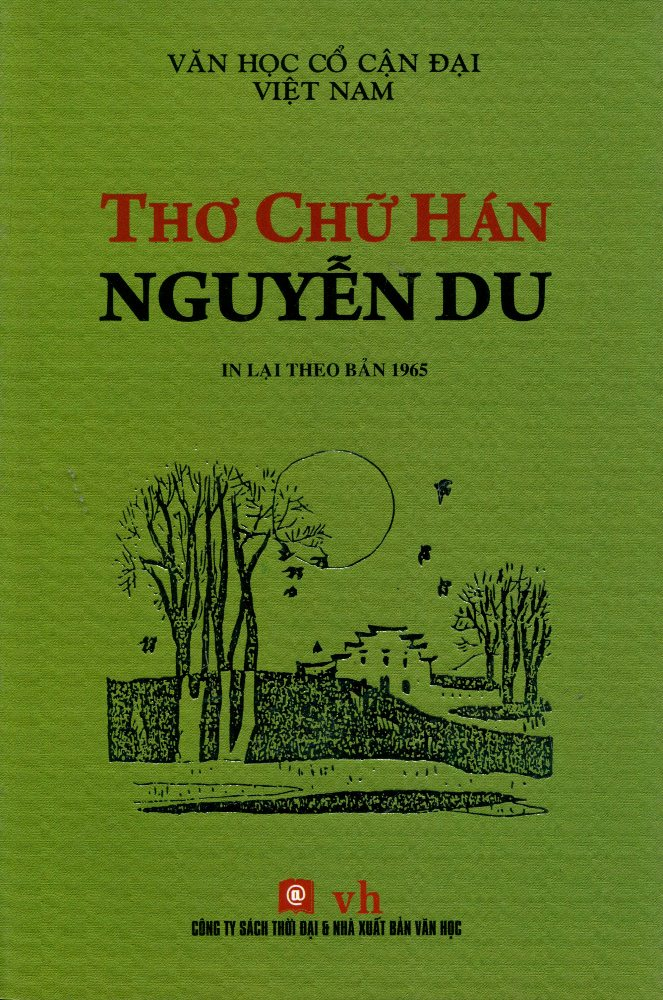 VĂN HỌC CỔ CẬN ĐẠI
VIỆT NAM
THƠ CHỮ HÁN
NGUYỄN DU
IN LẠI THEO BẢN 1965
@ vh
CÔNG TY SÁCH THỜI ĐẠI & NHÀ XUẤT BẢN VĂN HỌC